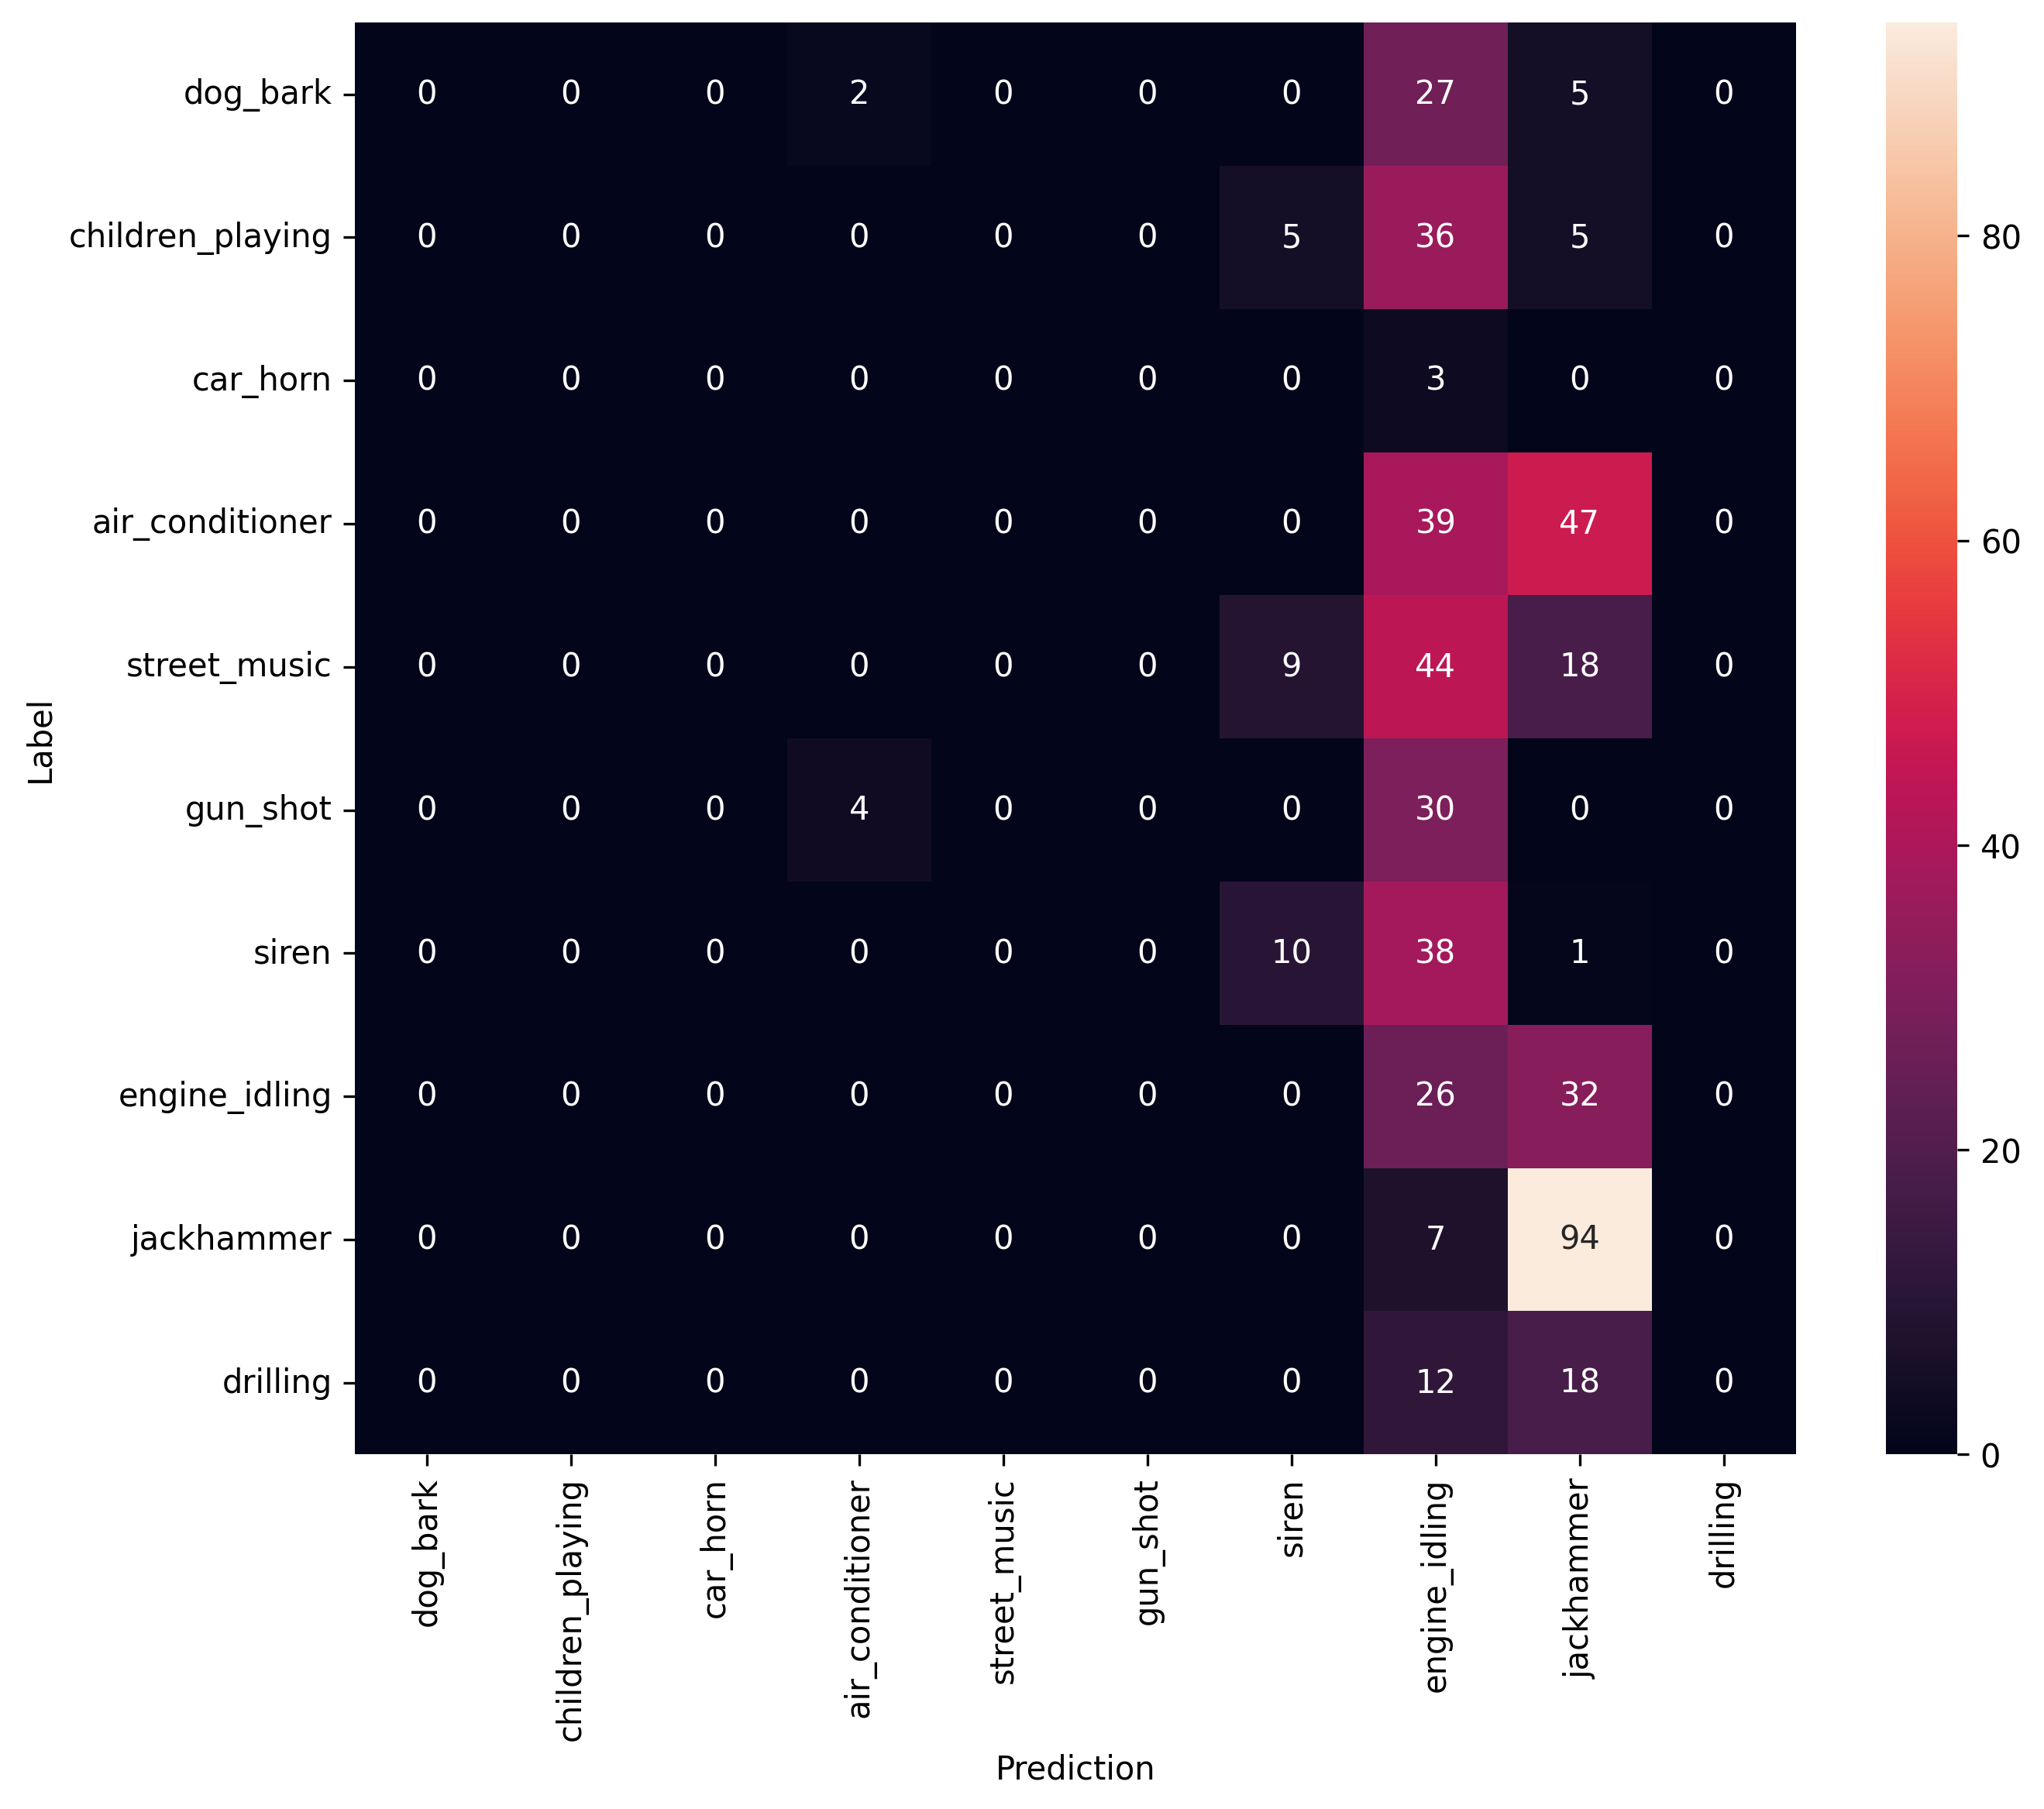 dog_bark 0 0 0 2 0 0 0 27 5 0
children_playing 0 0 0 0 0 0 5 36 5 0
80
car_horn 0 0 0 0 0 0 0 3 0 0
air_conditioner 0 0 0 0 0 0 0 39 47 0
60
street_music 0 0 0 0 0 0 9 44 18 0
Label
gun_shot 0 0 0 4 0 0 0 30 0 0
40
siren 0 0 0 0 0 0 10 38 1 0
engine_idling 0 0 0 0 0 0 0 26 32 0
20
jackhammer 0 0 0 0 0 0 0 7 94 0
drilling 0 0 0 0 0 0 0 12 18 0
0
dog_bark
children_playing
car_horn
air_conditioner
street_music
gun_shot
siren
engine_idling
jackhammer
drilling
Prediction